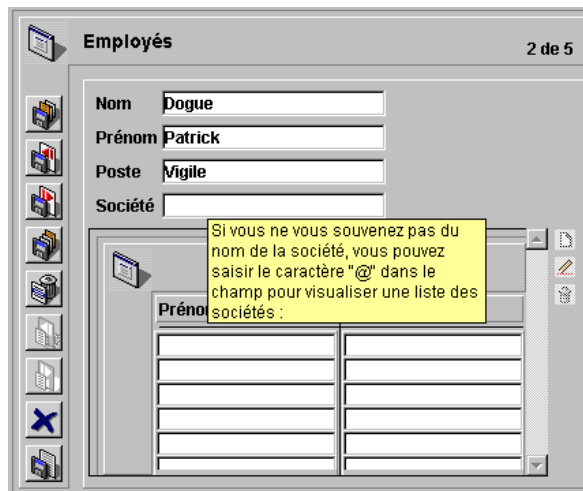 Employés
2 de 5
Nom Dogue
Prénom Patrick
Poste Vigile
Société
Si vous ne vous souvenez pas du
nom de la société, vous pouvez
saisir le caractère "@" dans le
champ pour visualiser une liste des
sociétés :